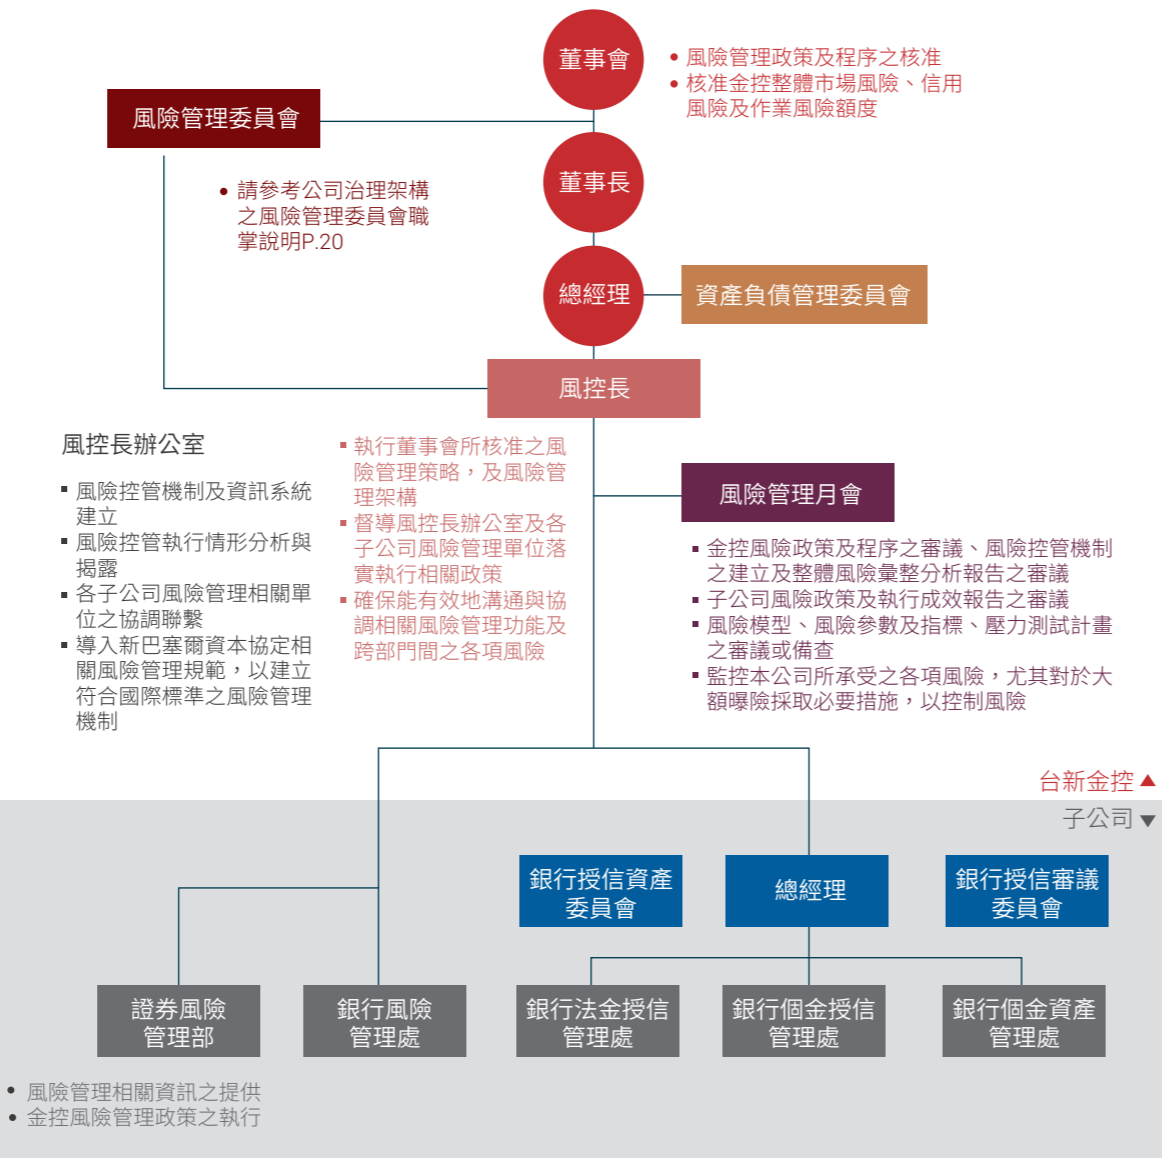 董事會
• 風險管理政策及程序之核准
• 核准金控整體市場風險、信用
風險及作業風險額度
風險管理委員會
• 請參考公司治理架構
之風險管理委員會職
掌說明P.20
董事長
總經理
資產負債管理委員會
風控長
風控長辦公室
▪ 風險控管機制及資訊系統
建立
▪ 風險控管執行情形分析與
揭露
▪ 各子公司風險管理相關單
位之協調聯繫
▪ 導入新巴塞爾資本協定相
關風險管理規範，以建立
符合國際標準之風險管理
機制
▪ 執行董事會所核准之風
險管理策略，及風險管
理架構
▪ 督導風控長辦公室及各
子公司風險管理單位落
實執行相關政策
▪ 確保能有效地溝通與協
調相關風險管理功能及
跨部門間之各項風險
風險管理月會
▪ 金控風險政策及程序之審議、風險控管機制
之建立及整體風險彙整分析報告之審議
▪ 子公司風險政策及執行成效報告之審議
▪ 風險模型、風險參數及指標、壓力測試計畫
之審議或備查
▪ 監控本公司所承受之各項風險，尤其對於大
額曝險採取必要措施，以控制風險
台新金控▲
子公司▼
銀行授信資產
委員會
總經理
銀行授信審議
委員會
證券風險
管理部
銀行風險
管理處
銀行法金授信
管理處
銀行個金授信
管理處
銀行個金資產
管理處
• 風險管理相關資訊之提供
• 金控風險管理政策之執行